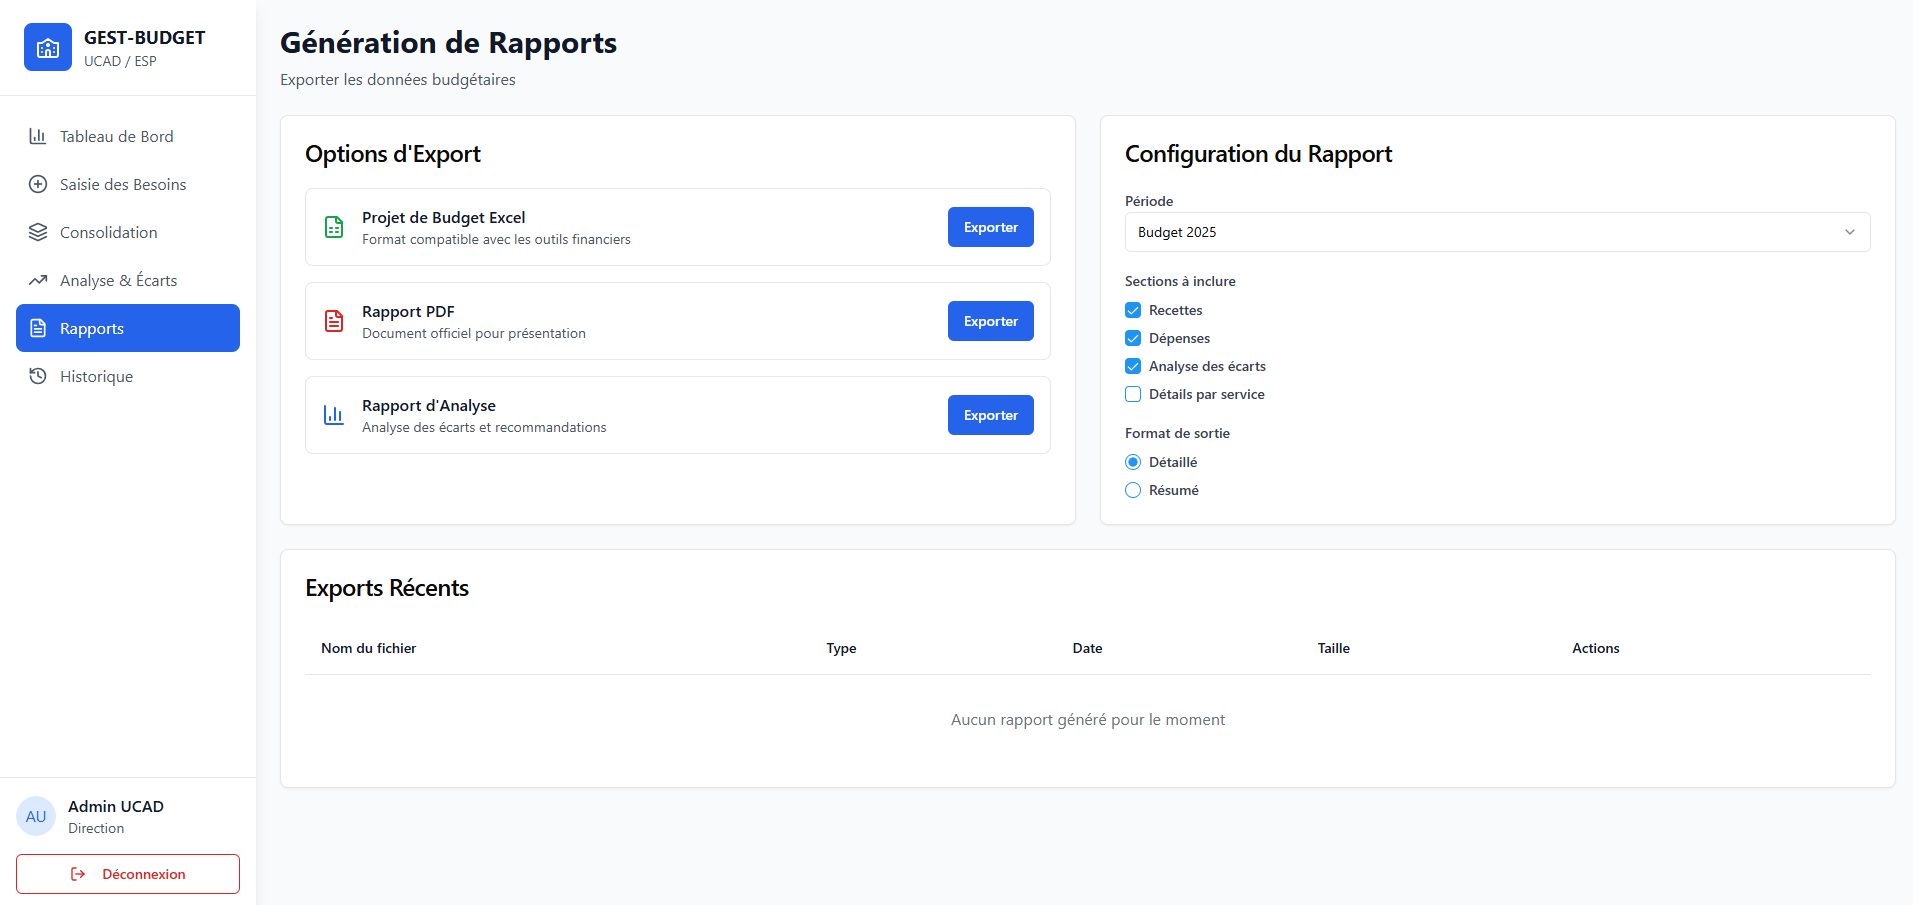 GEST-BUDGET
UCAD / ESP
Tableau de Bord
Saisie des Besoins
Consolidation
Analyse & Écarts
Rapports
Historique
Admin UCAD
AU
Direction
Déconnexion
Génération de Rapports
Exporter les données budgétaires
Options d'Export
Projet de Budget Excel
Format compatible avec les outils financiers
Exporter
Rapport PDF
Document officiel pour présentation
Exporter
Rapport d'Analyse
Analyse des écarts et recommandations
Exporter
Configuration du Rapport
Période
Budget 2025
Sections à inclure
Recettes
Dépenses
Analyse des écarts
Détails par service
Format de sortie
Détaillé
Résumé
Exports Récents
Nom du fichier Type Date Taille Actions
Aucun rapport généré pour le moment